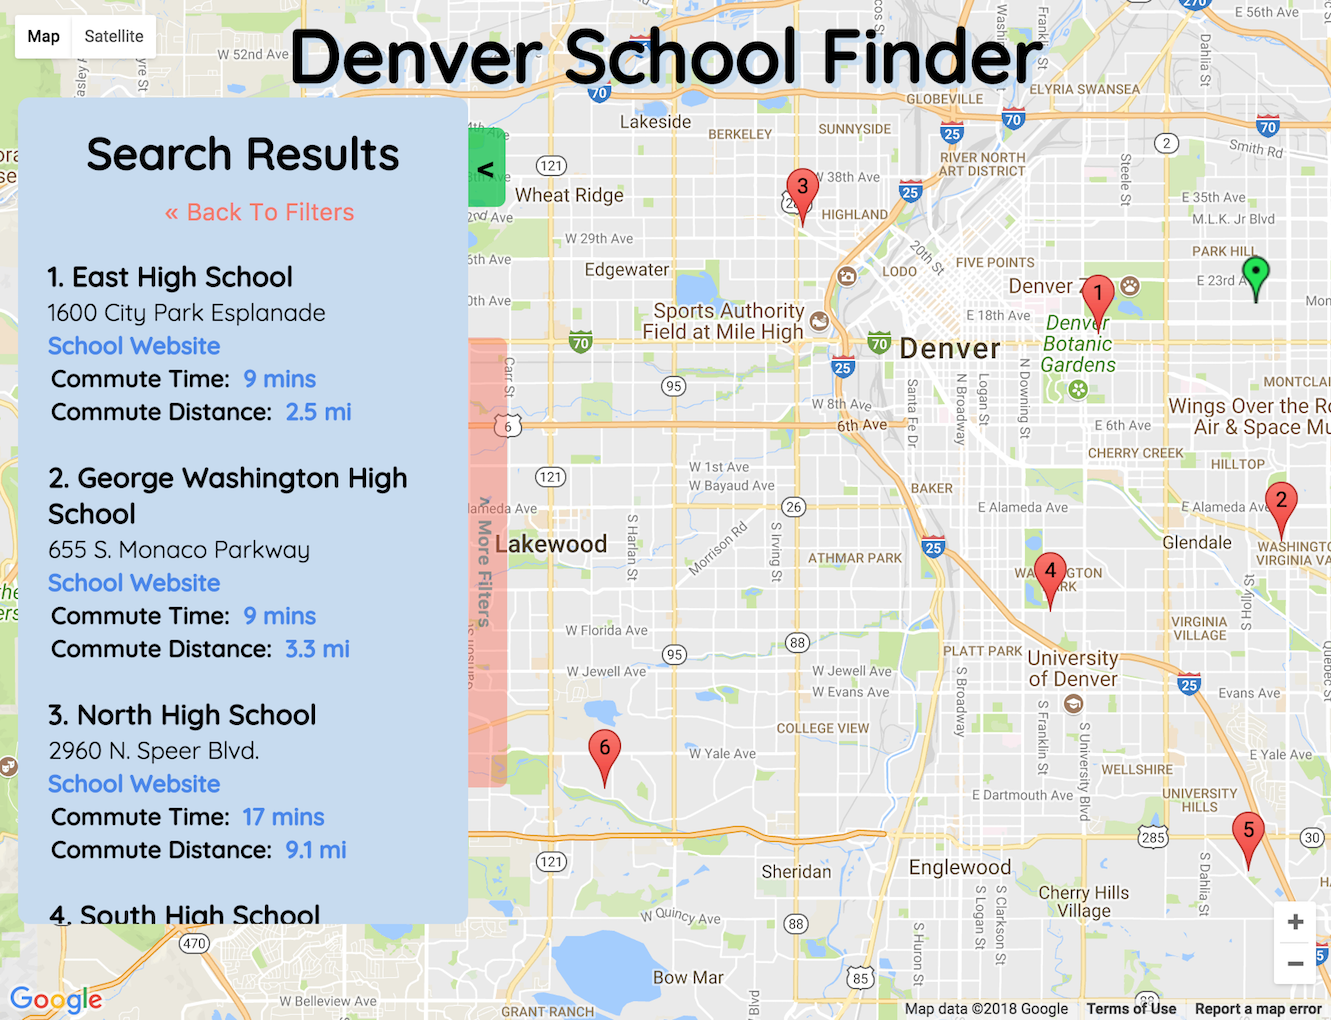 Denver School Finder
Map
Satellite
Search Results
« Back To Filters
1. East High School
1600 City Park Esplanade
School Website
Commute Time: 9 mins
Commute Distance: 2.5 mi
2. George Washington High
School
655 S. Monaco Parkway
School Website
Commute Time: 9 mins
Commute Distance: 3.3 mi
3. North High School
2960 N. Speer Blvd.
School Website
Commute Time: 17 mins
Commute Distance: 9.1 mi
4. South High School
<
More Filters
W 52nd Ave
E 56th Ave
270
Dahlia St
70
GLOBEVILLE
ELYRIA SWANSEA
Lakeside
BERKELEY
SUNNYSIDE
25
70
70
2
Smith Rd
RIVER NORTH
ART DISTRICT
Steele St
121
Wheat Ridge
3
W 38th Ave
25
HIGHLAND
E 35th Ave
M.L.K. Jr Blvd
W 29th Ave
20th St
PARK HILL
Edgewater
LODO
FIVE POINTS
E 23rd
Denver
1
Sports Authority
Field at Mile High
E 18th Ave
Denver
Botanic
Gardens
70
70
Denver
25
Carr St
95
Santa Fe Dr
N Broadway
Logan St
N Downing St
MONTCLAI
W 8th Ave
6th Ave
6
Wings Over the Ro
Air & Space Mu
E 6th Ave
CHERRY CREEK
HILLTOP
W 1st Ave
W Bayaud Ave
121
BAKER
26
E Alameda Ave
E Alameda Ave
2
S Harlan St
Morrison Rd
S Irving St
Lakewood
ATHMAR PARK
25
Glendale
WASHINGTO
VIRGINIA VA
4
S Holly St
W Florida Ave
88
95
VIRGINIA
VILLAGE
PLATT PARK
University
of Denver
W Jewell Ave
W Jewell Ave
W Evans Ave
25
Evans Ave
Quebec St
S Broadway
S Franklin St
S University Blvd
COLLEGE VIEW
6
W Yale Ave
E Yale Ave
WELLSHIRE
E Dartmouth Ave
UNIVERSITY
HILLS
5
285
30
121
Sheridan
Englewood
S Dahlia St
Cherry Hills
Village
S Logan St
S Clarkson St
W Quincy Ave
88
S Huron St
470
Bow Mar
85
W Belleview Ave
GRANT RANCH
+
−
Google
Map data ©2018 Google
Terms of Use
Report a map error